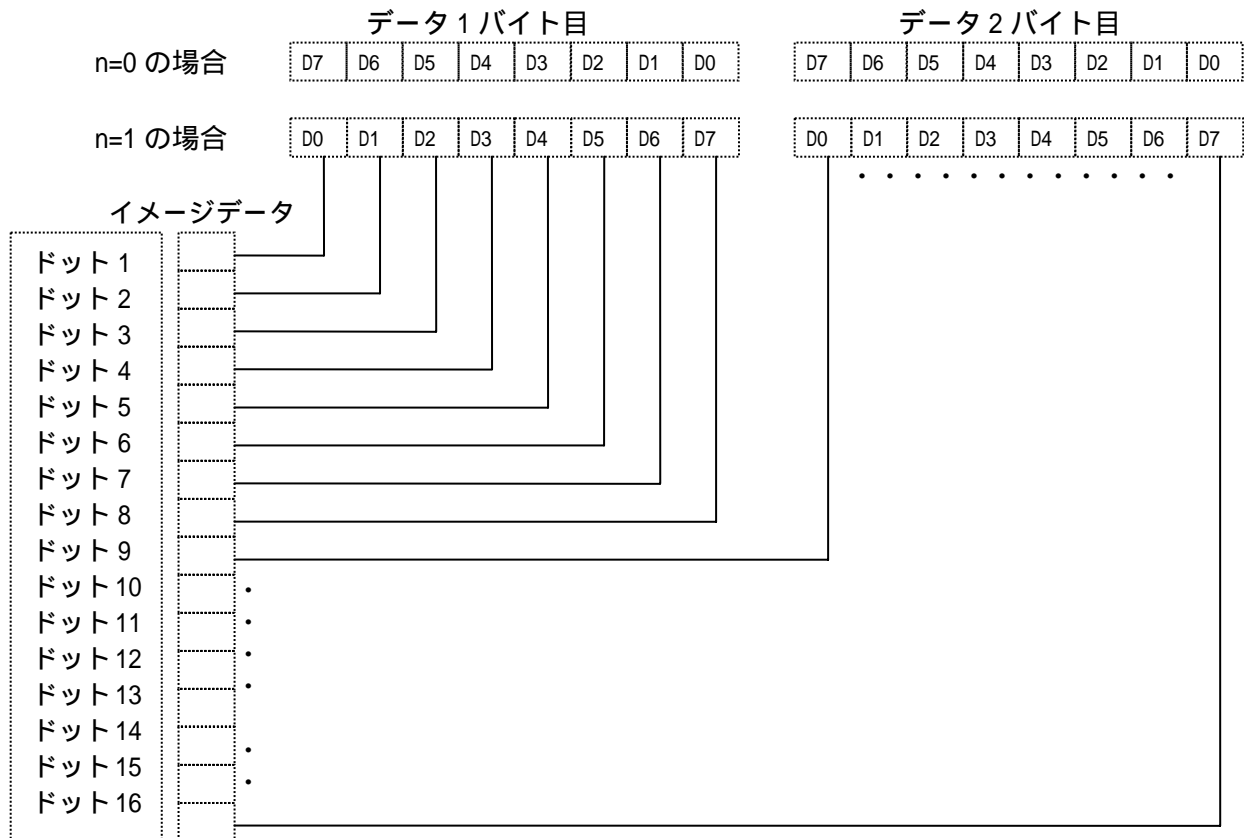 データ 1 バイト目 データ 2 バイト目
n=0 の場合 D7 D6 D5 D4 D3 D2 D1 D0 D7 D6 D5 D4 D3 D2 D1 D0
n=1 の場合 D0 D1 D2 D3 D4 D5 D6 D7 D0 D1 D2 D3 D4 D5 D6 D7
・・・・・・・・・・・・
イメージデータ
ドット 1
ドット 2
ドット 3
ドット 4
ドット 5
ドット 6
ドット 7
ドット 8
ドット 9
ドット 10
ドット 11
ドット 12
ドット 13
ドット 14
ドット 15
ドット 16